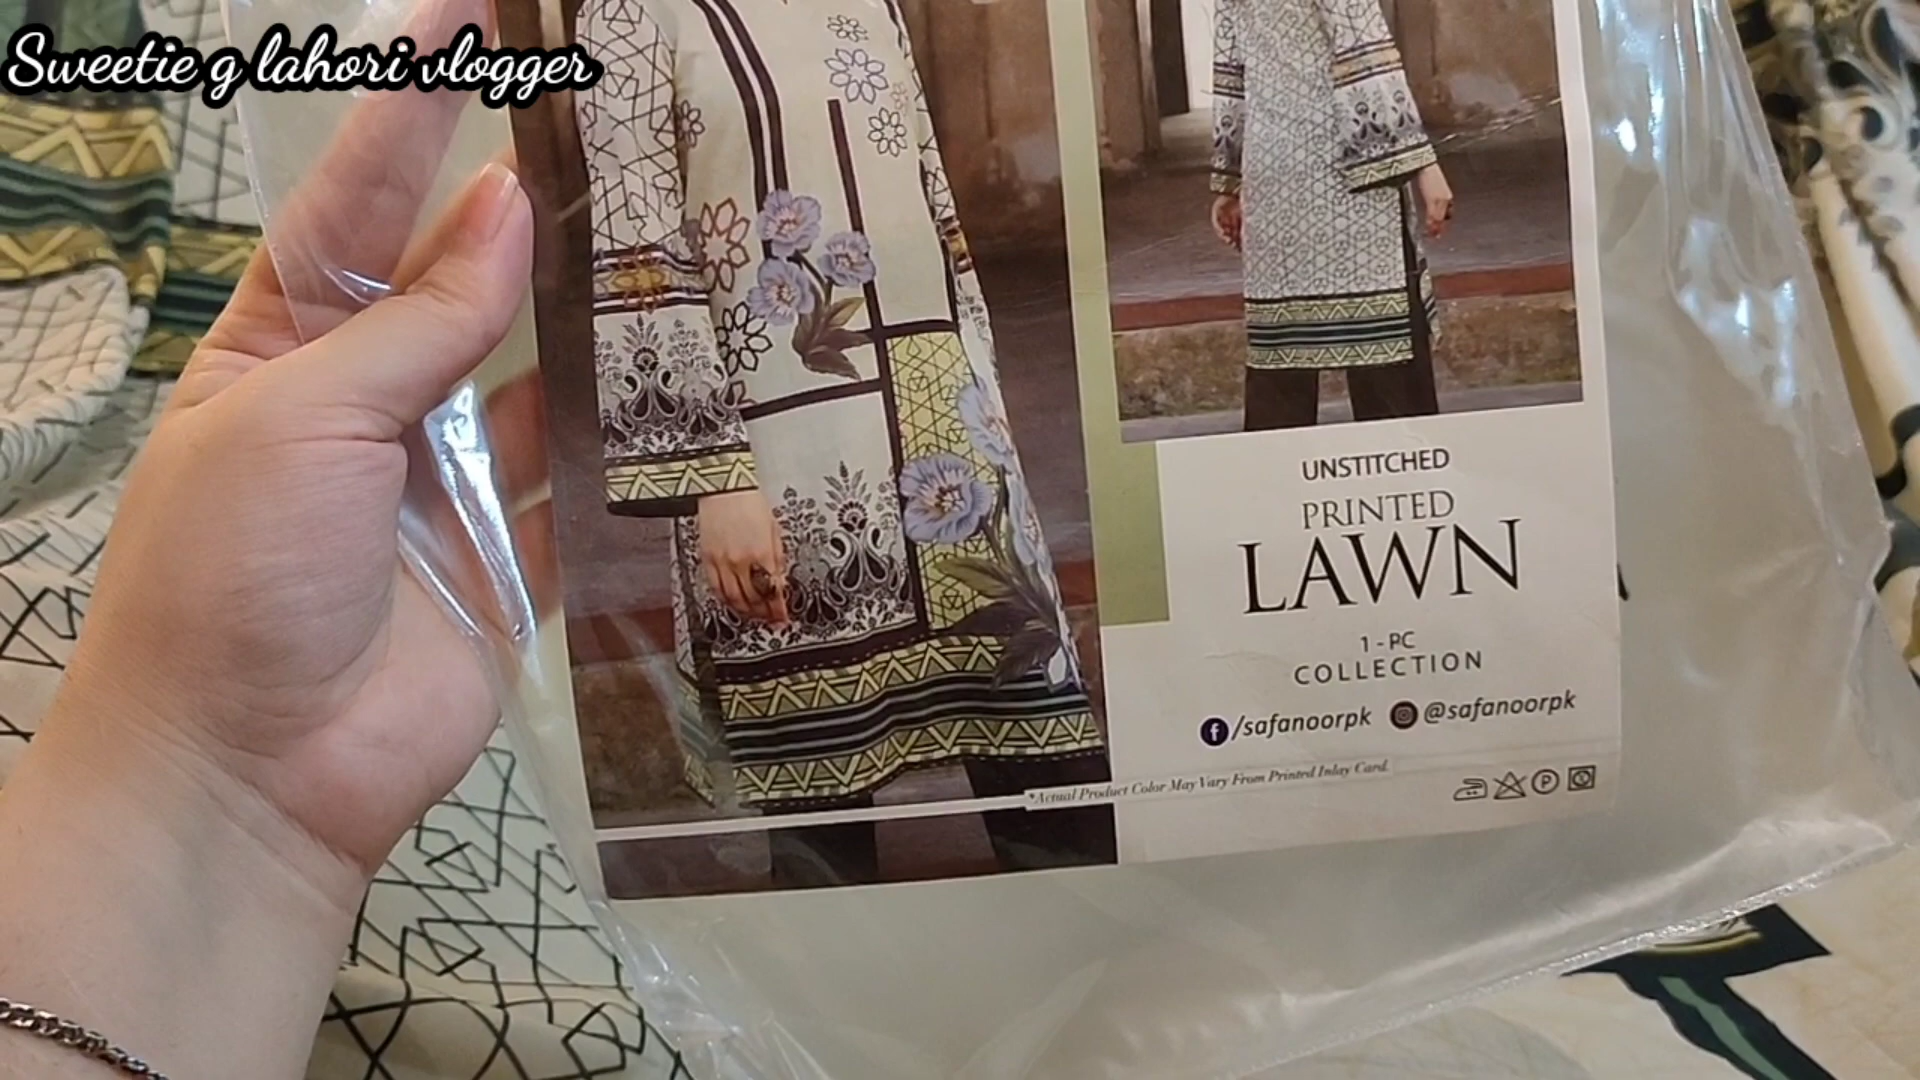 Sweetie g lahori vlogger
UNSTITCHED
PRINTED
LAWN
1-PC
COLLECTION
/safanoorpk @safanoorpk
*Actual Product Color May Vary From Printed Inlay Card.
P